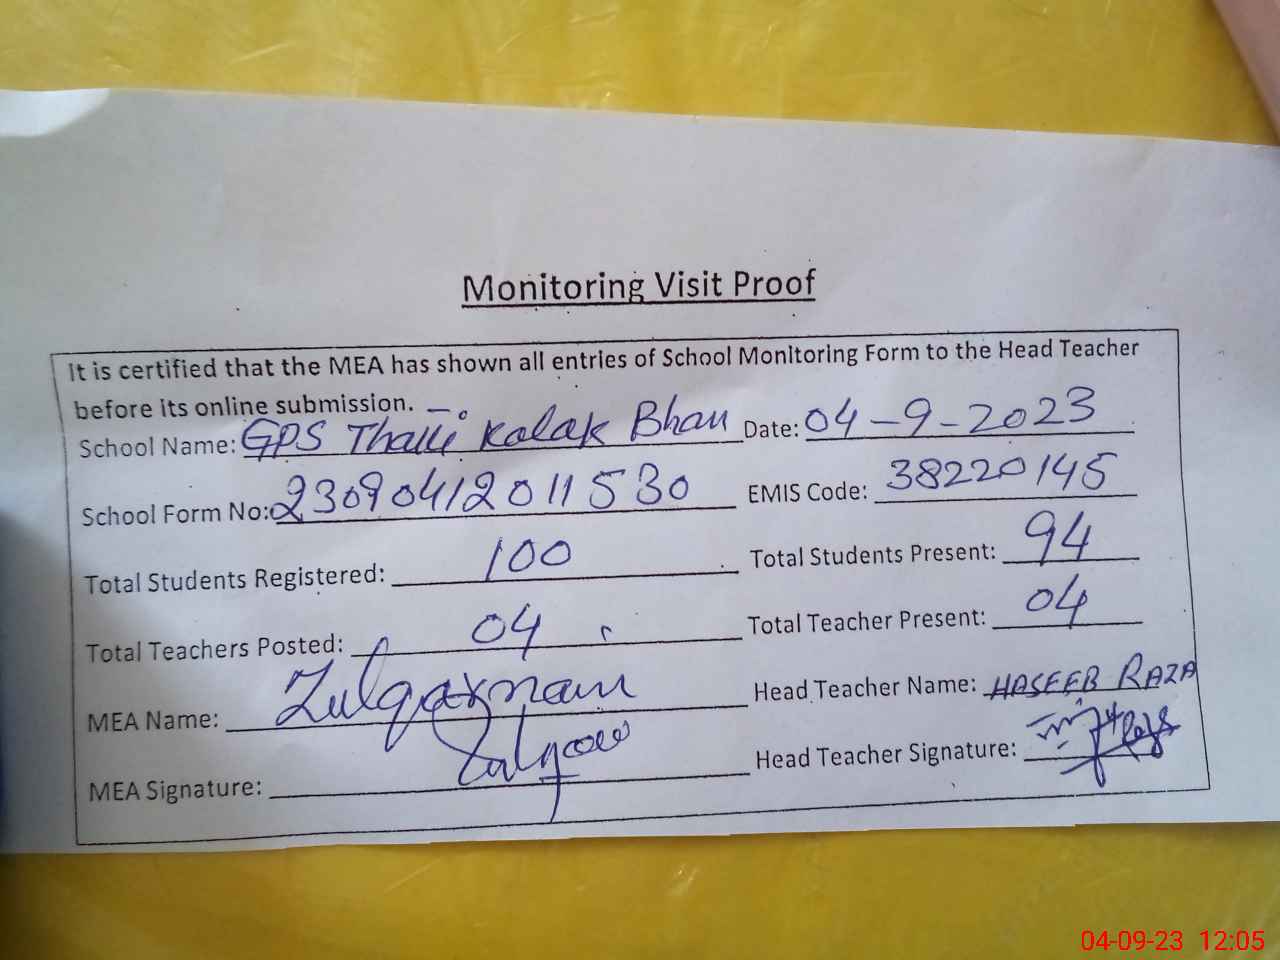 Monitoring Visit Proof
It is certified that the MEA has shown all entries of School Monitoring Form to the Head Teacher
before its online submission.
School Name: GPS Thatti Kalak Bhan Date: 04-9-2023
School Form No: 23090412011530 EMIS Code: 38220145
Total Students Registered: 100 Total Students Present: 94
Total Teachers Posted: 04 Total Teacher Present: 04
MEA Name: Zulqarnain Head Teacher Name: HASEEB RAZA
MEA Signature: Head Teacher Signature:
04-09-23 12:05